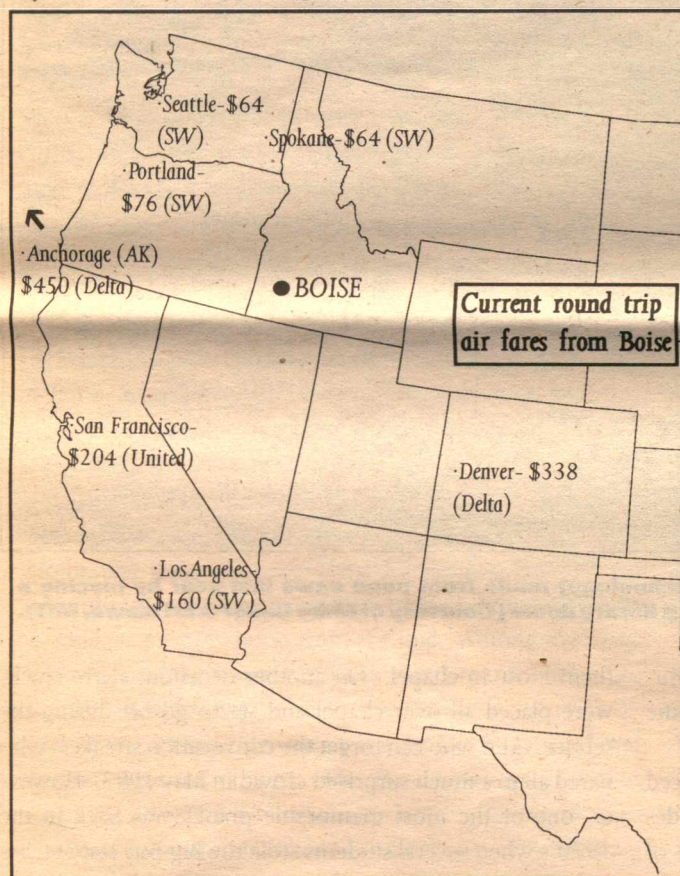 ·Seattle-$64
(SW)
·Spokane-$64 (SW)
·Portland-
$76 (SW)
·Anchorage (AK)
$450 (Delta)
BOISE
Current round trip
air fares from Boise
·San Francisco-
$204 (United)
·Denver- $338
(Delta)
·Los Angeles-
$160 (SW)